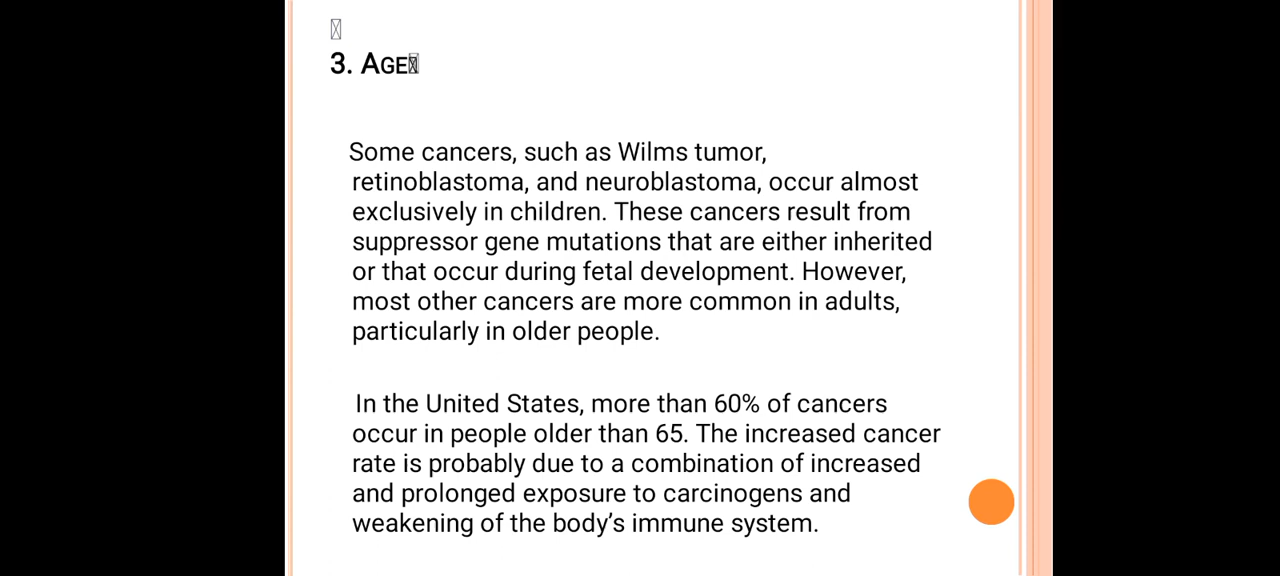 3. AGE
Some cancers, such as Wilms tumor,
retinoblastoma, and neuroblastoma, occur almost
exclusively in children. These cancers result from
suppressor gene mutations that are either inherited
or that occur during fetal development. However,
most other cancers are more common in adults,
particularly in older people.
In the United States, more than 60% of cancers
occur in people older than 65. The increased cancer
rate is probably due to a combination of increased
and prolonged exposure to carcinogens and
weakening of the body’s immune system.